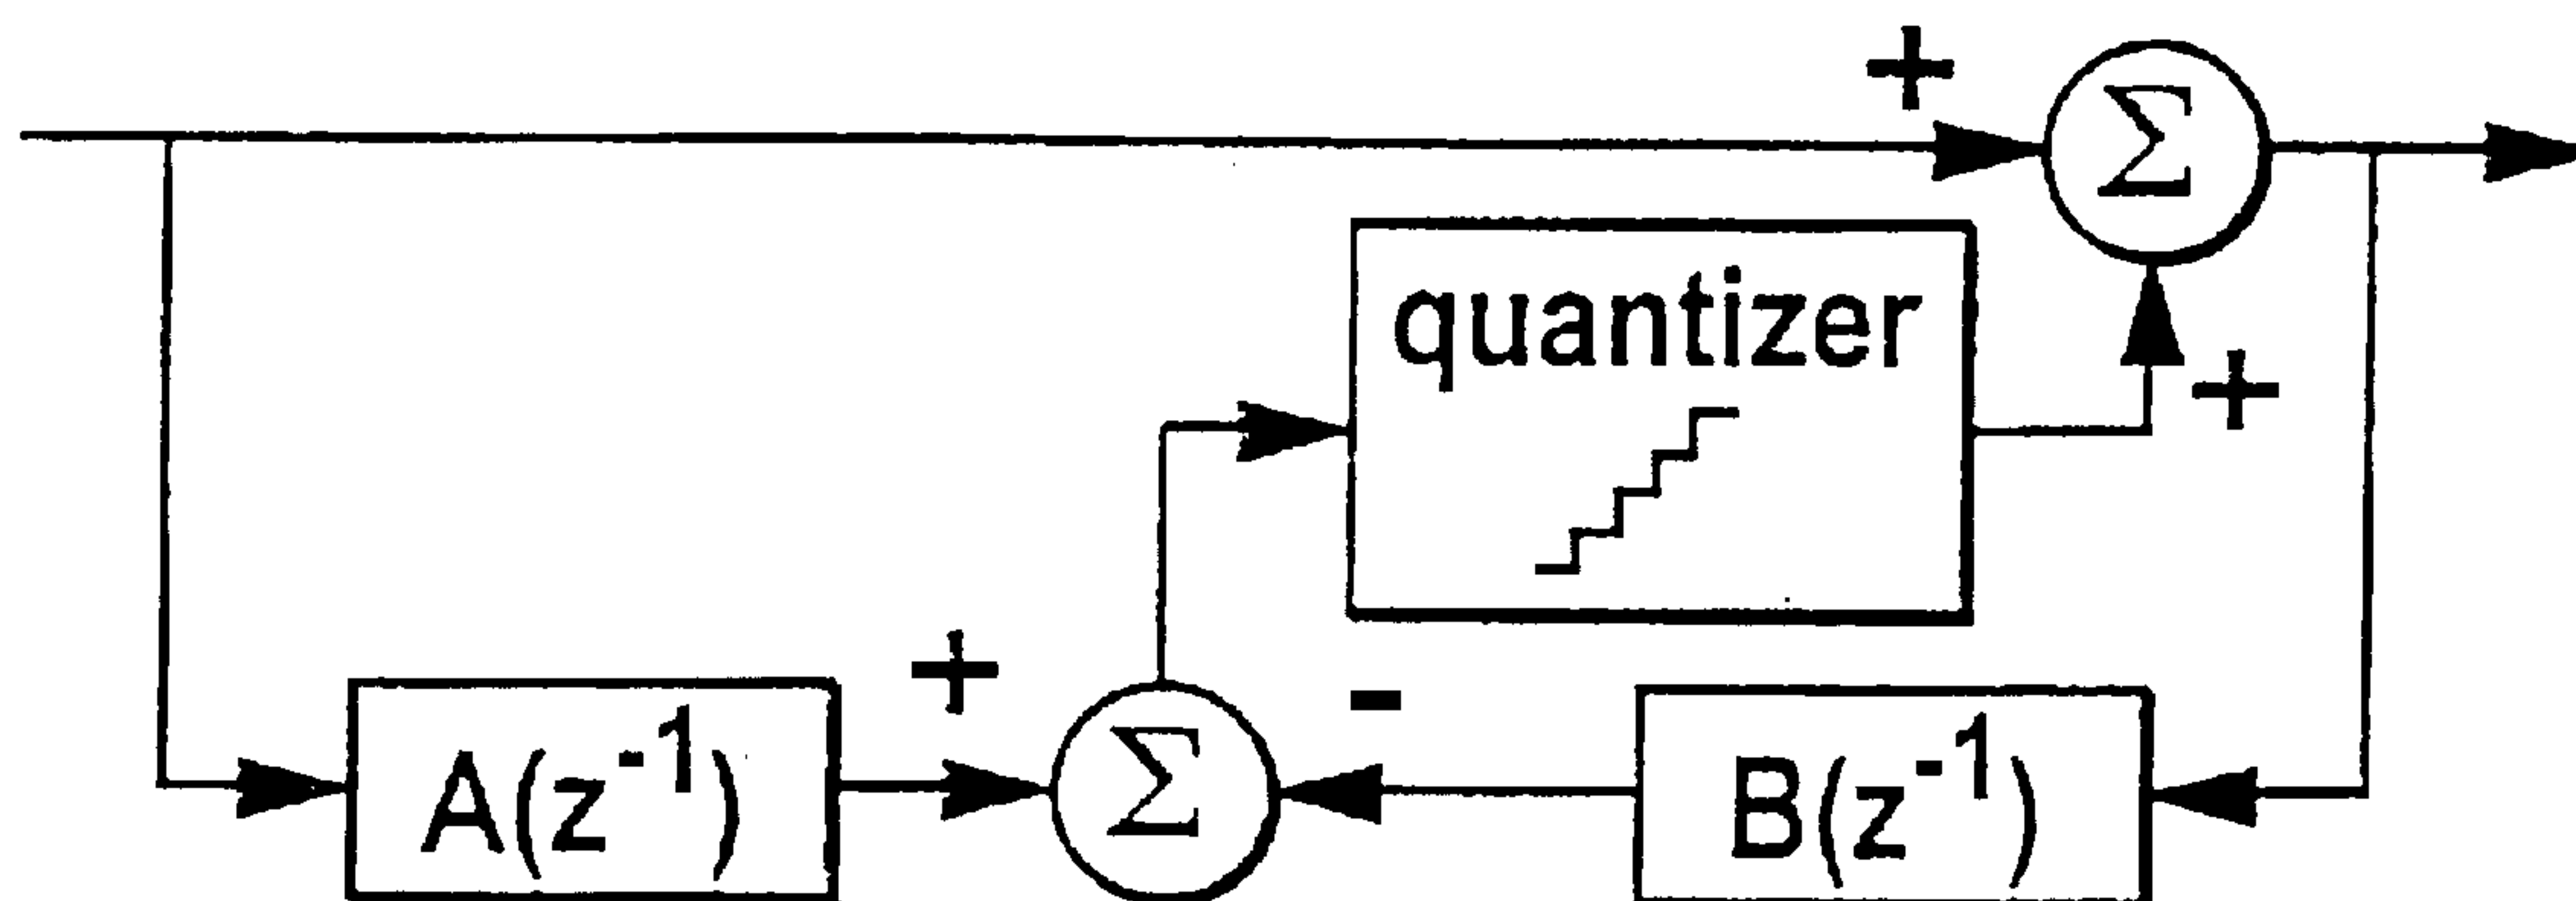 +
Σ
quantizer
+
+
-
Σ
A(z⁻¹)
B(z⁻¹)